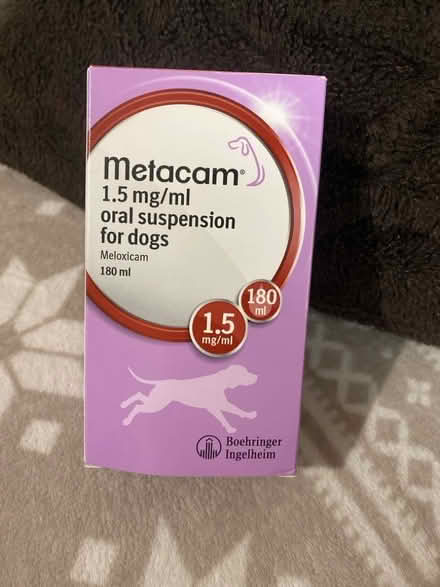 Metacam®
1.5 mg/ml
oral suspension
for dogs
Meloxicam
180 ml
180
ml
1.5
mg/ml
Boehringer
Ingelheim